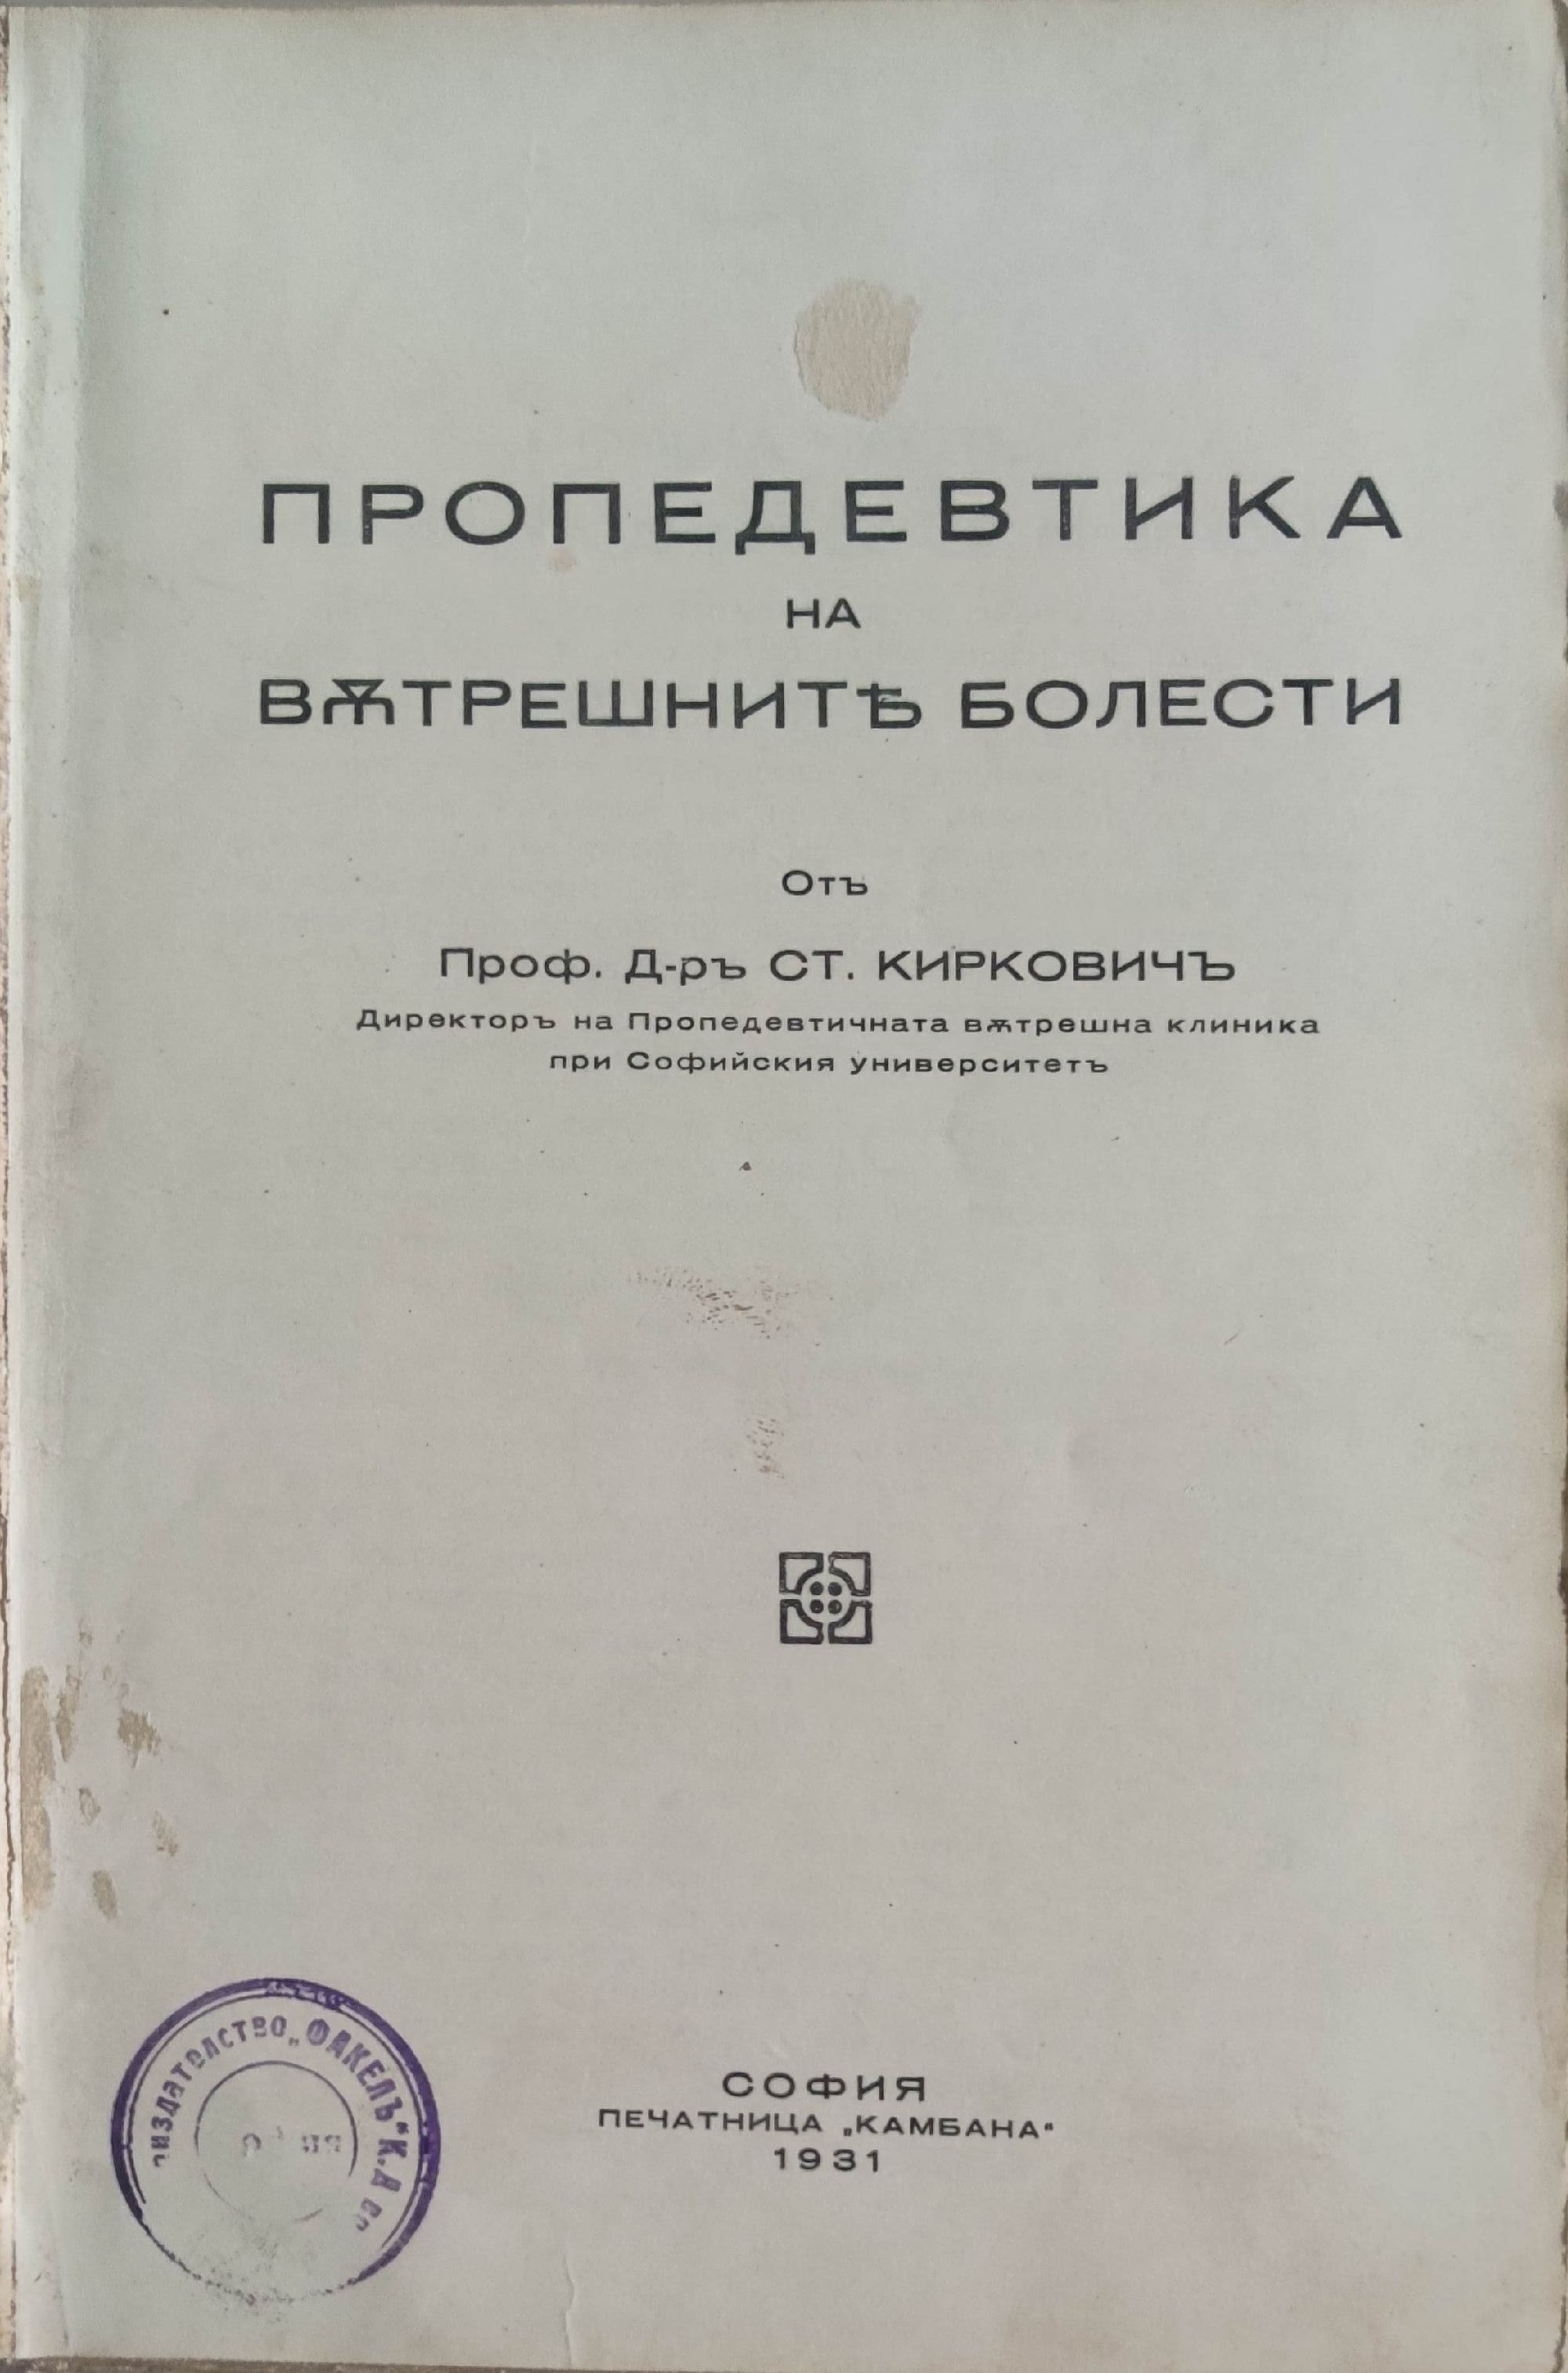 ПРОПЕДЕВТИКА
НА
ВѪТРЕШНИТѢ БОЛЕСТИ
Отъ
Проф. Д-ръ СТ. КИРКОВИЧЪ
Директоръ на Пропедевтичната вѫтрешна клиника
при Софийския университетъ
СОФИЯ
ПЕЧАТНИЦА „КАМБАНА“
1931
издателство „ФАКЕЛЪ“ К.Д